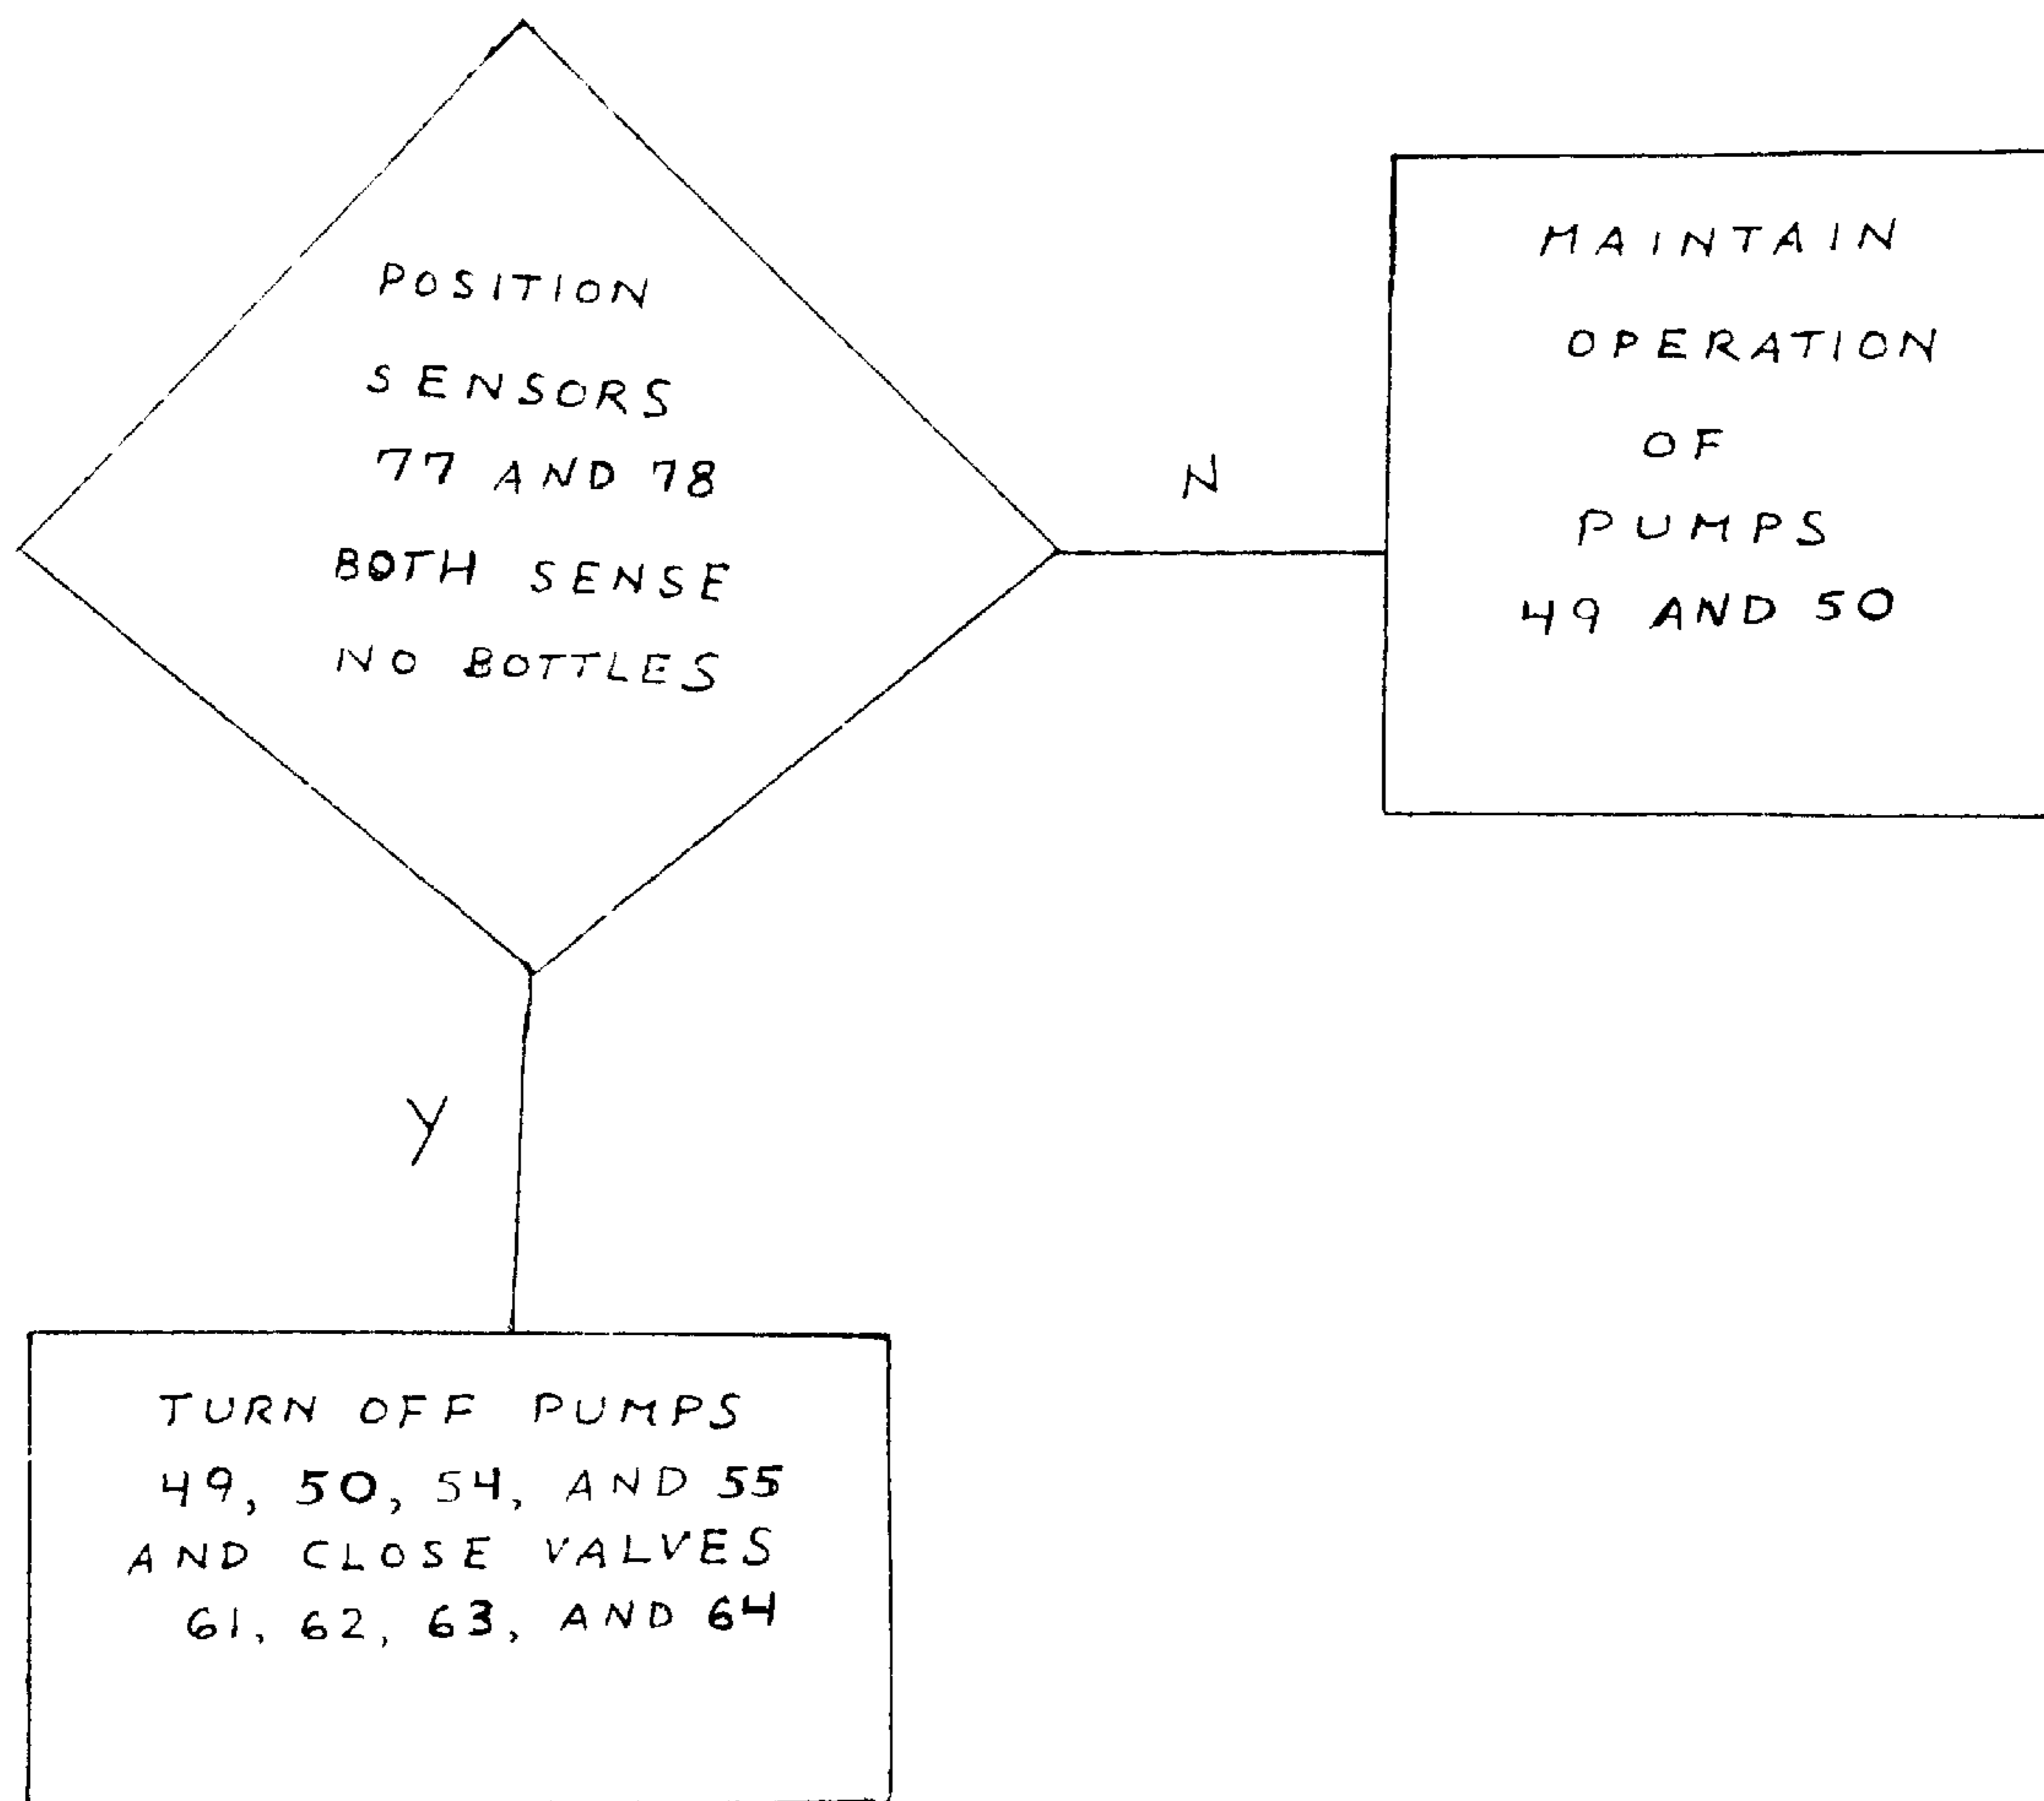 POSITION
SENSORS
77 AND 78
BOTH SENSE
NO BOTTLES
N
MAINTAIN
OPERATION
OF
PUMPS
49 AND 50
Y
TURN OFF PUMPS
49, 50, 54, AND 55
AND CLOSE VALVES
61, 62, 63, AND 64